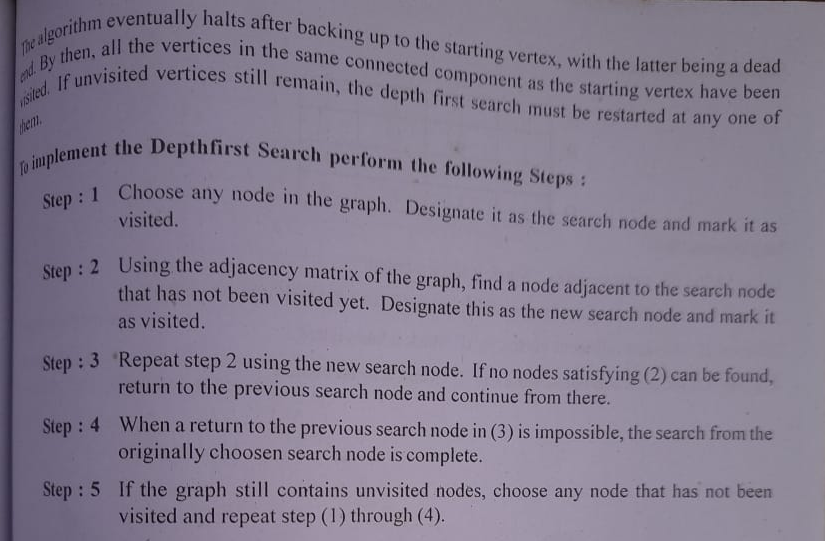 The algorithm eventually halts after backing up to the starting vertex, with the latter being a dead
end. By then, all the vertices in the same connected component as the starting vertex have been
visited. If unvisited vertices still remain, the depth first search must be restarted at any one of
them.
To implement the Depthfirst Search perform the following Steps :
Step : 1 Choose any node in the graph. Designate it as the search node and mark it as
visited.
Step : 2 Using the adjacency matrix of the graph, find a node adjacent to the search node
that has not been visited yet. Designate this as the new search node and mark it
as visited.
Step : 3 Repeat step 2 using the new search node. If no nodes satisfying (2) can be found,
return to the previous search node and continue from there.
Step : 4 When a return to the previous search node in (3) is impossible, the search from the
originally choosen search node is complete.
Step : 5 If the graph still contains unvisited nodes, choose any node that has not been
visited and repeat step (1) through (4).